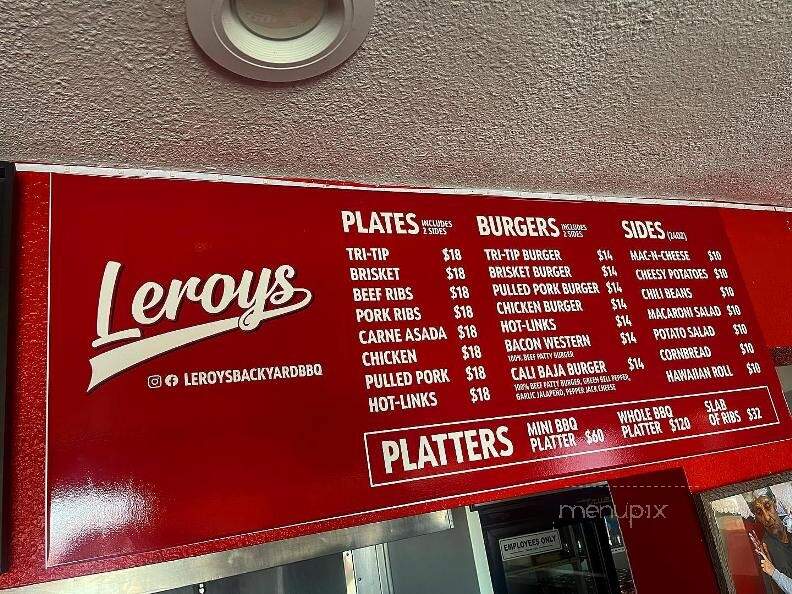 Leroys
LEROYSBACKYARDBBQ
PLATES INCLUDES 2 SIDES
TRI-TIP $18
BRISKET $18
BEEF RIBS $18
PORK RIBS $18
CARNE ASADA $18
CHICKEN $18
PULLED PORK $18
HOT-LINKS $18
BURGERS INCLUDES 2 SIDES
TRI-TIP BURGER $14
BRISKET BURGER $14
PULLED PORK BURGER $14
CHICKEN BURGER $14
HOT-LINKS $14
BACON WESTERN $14
100% BEEF PATTY BURGER
CALI BAJA BURGER $14
100% BEEF PATTY BURGER, GREEN BELL PEPPER,
GARLIC JALAPEÑO, PEPPER JACK CHEESE
SIDES (24OZ)
MAC-N-CHEESE $10
CHEESY POTATOES $10
CHILI BEANS $10
MACARONI SALAD $10
POTATO SALAD $10
CORNBREAD $10
HAWAIIAN ROLL $10
PLATTERS
MINI BBQ
PLATTER $60
WHOLE BBQ
PLATTER $120
SLAB
OF RIBS $32
EMPLOYEES ONLY
menupix